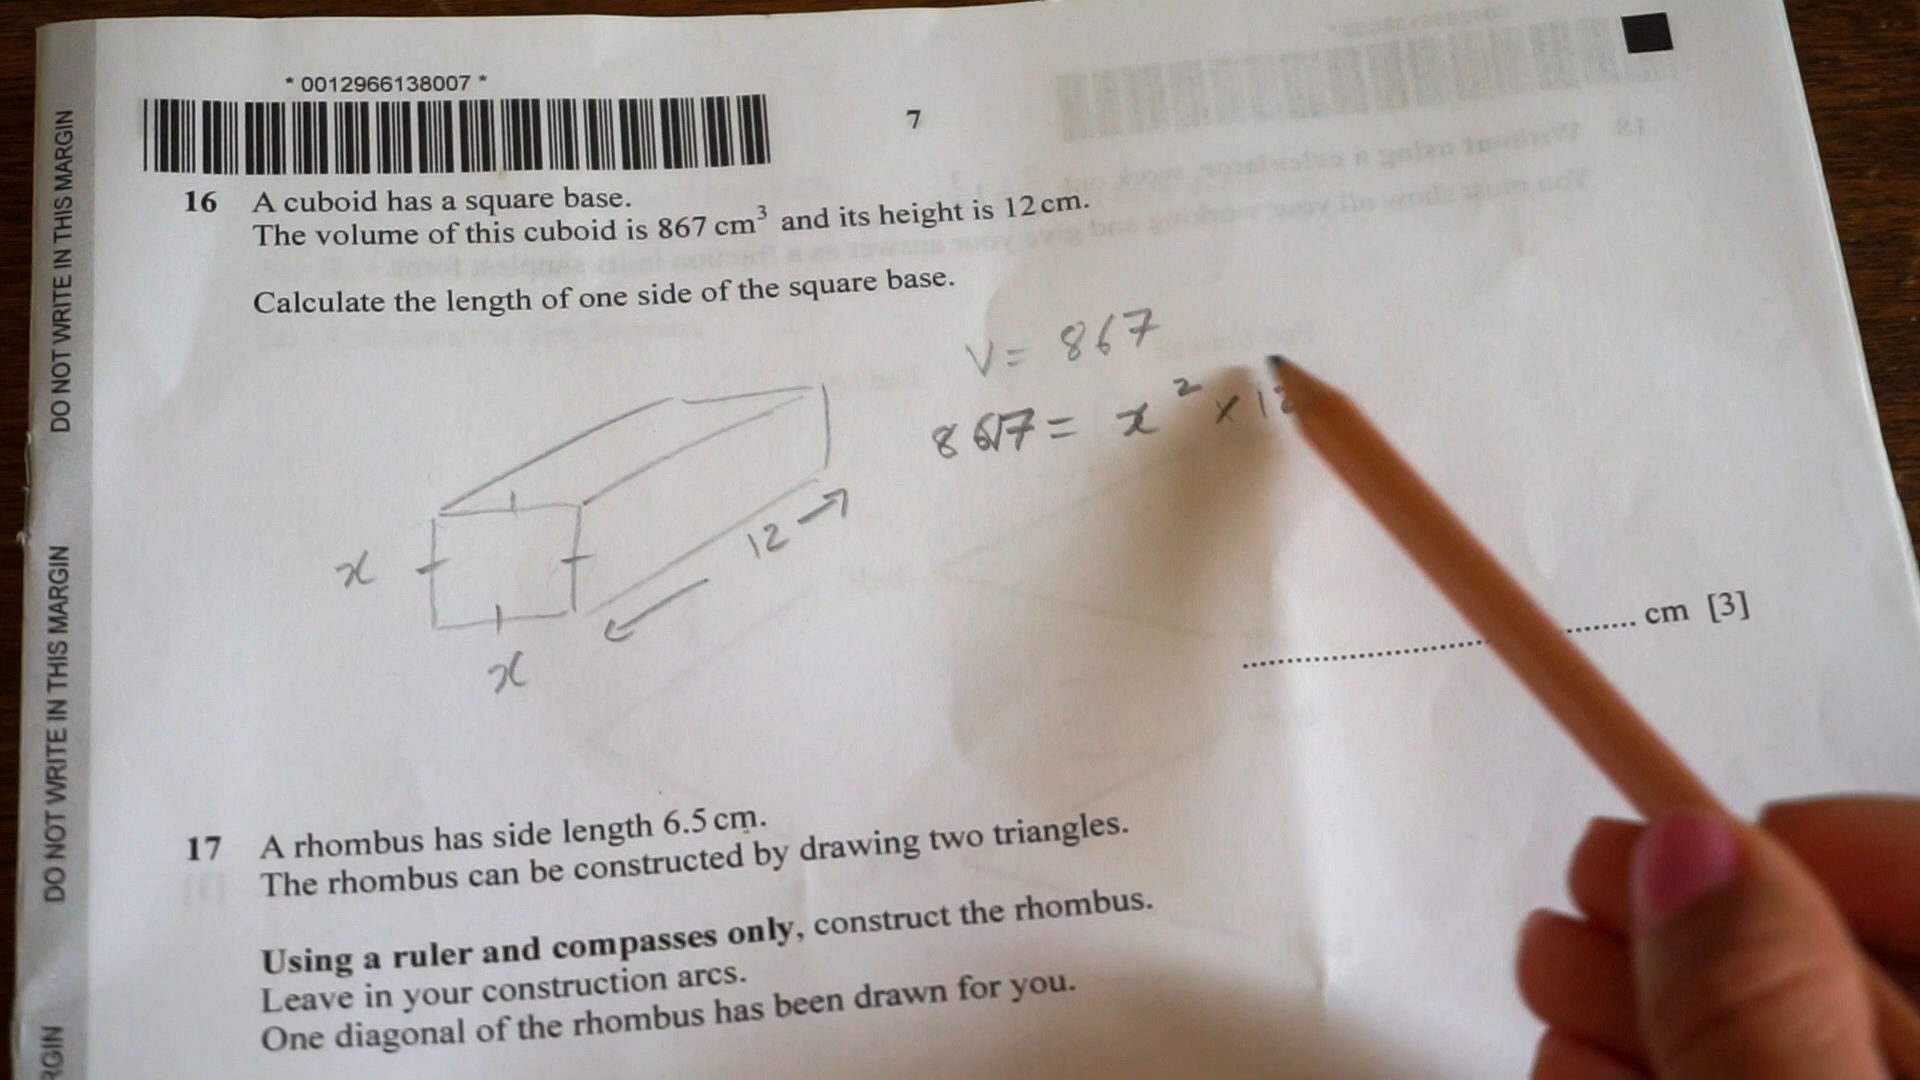 * 0012966138007 *
7
16 A cuboid has a square base.
The volume of this cuboid is 867 cm³ and its height is 12 cm.
Calculate the length of one side of the square base.
V = 867
867 = x² × 12
x
12
x
cm [3]
17 A rhombus has side length 6.5 cm.
The rhombus can be constructed by drawing two triangles.
Using a ruler and compasses only, construct the rhombus.
Leave in your construction arcs.
One diagonal of the rhombus has been drawn for you.
DO NOT WRITE IN THIS MARGIN
DO NOT WRITE IN THIS MARGIN
RGIN